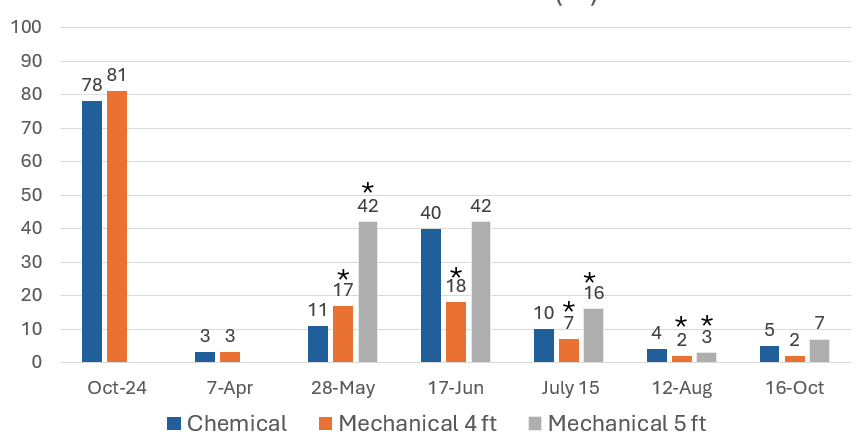 100
90
80
70
60
50
40
30
20
10
0
78 81
3 3
11 17* 42*
40 18* 42
10 7* 16*
4 2* 3*
5 2 7
Oct-24 7-Apr 28-May 17-Jun July 15 12-Aug 16-Oct
Chemical Mechanical 4 ft Mechanical 5 ft